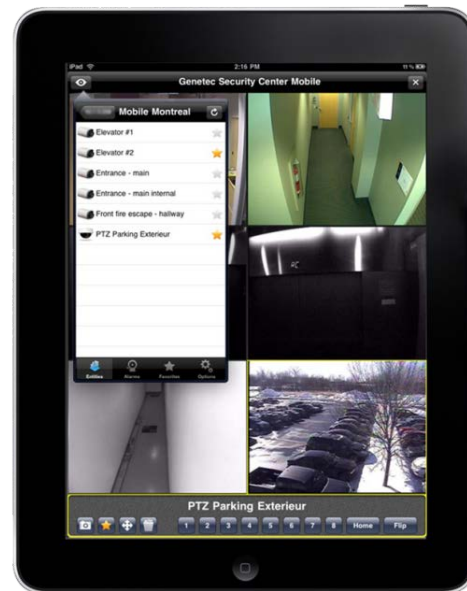 iPad
2:16 PM
11 %
Genetec Security Center Mobile
Mobile Montreal
Elevator #1
Elevator #2
Entrance - main
Entrance - main internal
Front fire escape - hallway
PTZ Parking Exterieur
Entities
Alarms
Favorites
Options
PTZ Parking Exterieur
1 2 3 4 5 6 7 8 Home Flip